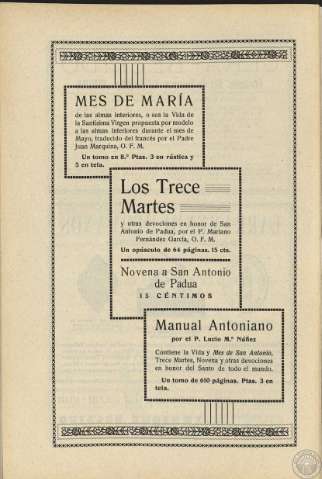 MES DE MARÍA
de las almas interiores, o sea la Vida de
la Santísima Virgen propuesta por modelo
a las almas interiores durante el mes de
Mayo, traducido del francés por el Padre
Juan Marquina, O. F. M.
Un tomo en 8.º Ptas. 3 en rústica y
5 en tela.
Los Trece
Martes
y otras devociones en honor de San
Antonio de Padua, por el P. Mariano
Fernández García, O. F. M.
Un opúsculo de 64 páginas. 15 cts.
Novena a San Antonio
de Padua
15 CÉNTIMOS
Manual Antoniano
por el P. Lucio M.ª Núñez
Contiene la Vida y Mes de San Antonio,
Trece Martes, Novena y otras devociones
en honor del Santo de todo el mundo.
Un tomo de 610 páginas. Ptas. 3 en
tela.